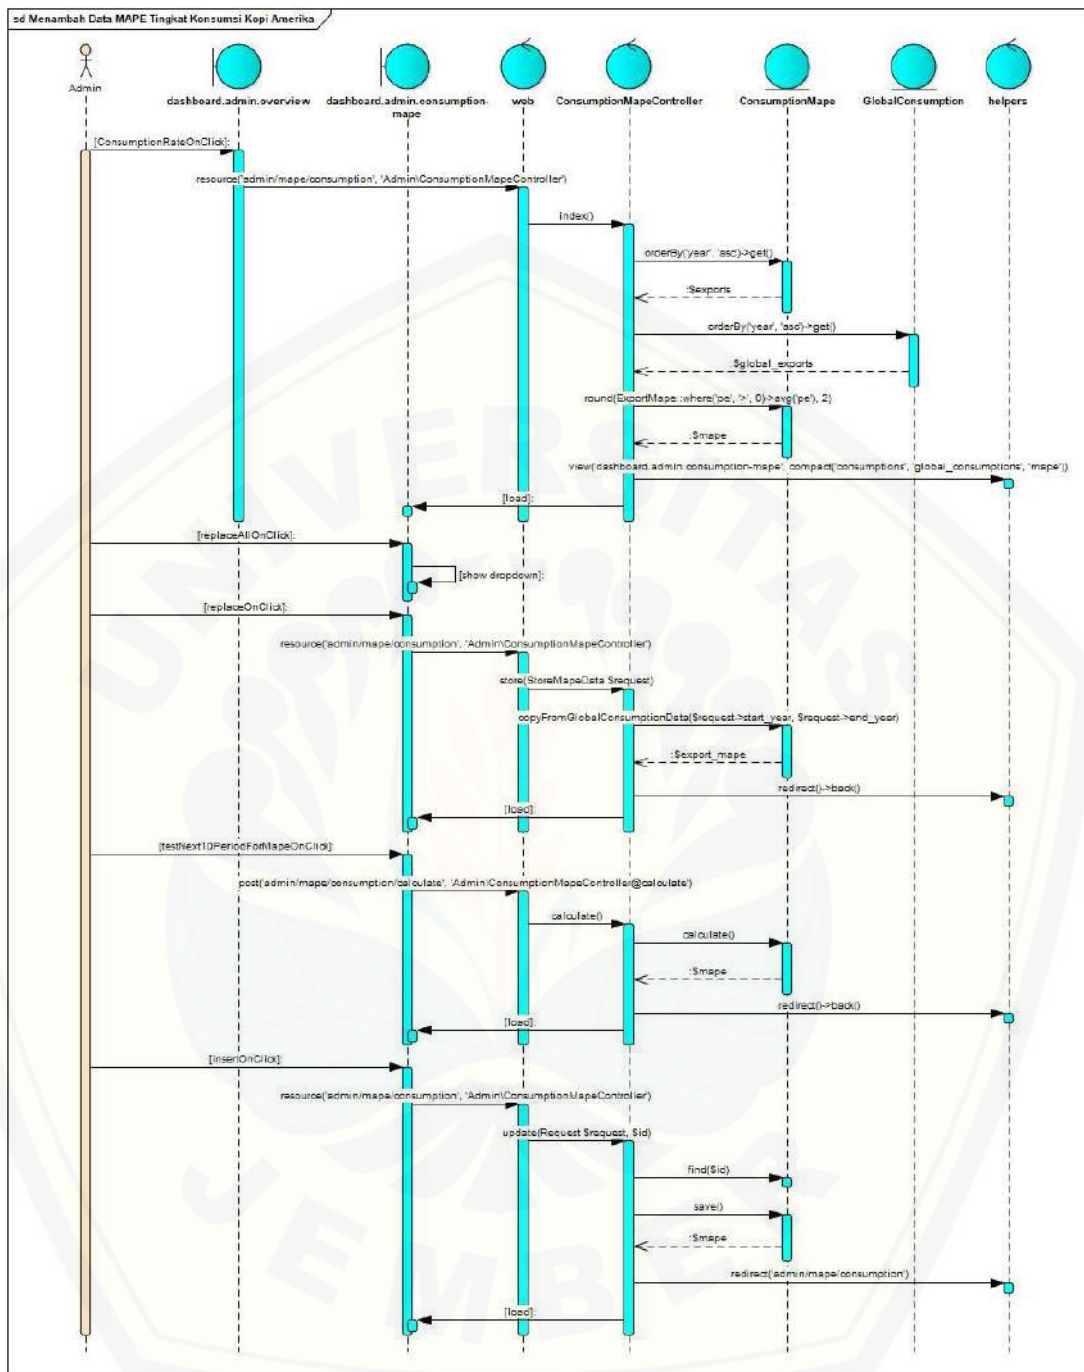 sd Menambah Data MAPE Tingkat Konsumsi Kopi Amerika
Admin
dashboard.admin.overview
dashboard.admin.consumption-
mape
web
ConsumptionMapeController
ConsumptionMape
GlobalConsumption
helpers
[ConsumptionRateOnClick]:
resource('admin/mape/consumption', 'Admin\ConsumptionMapeController')
index()
orderBy('year', 'asc')->get()
:$exports
orderBy('year', 'asc')->get()
:$global_exports
round(ExportMape::where('pe', '>', 0)->avg('pe'), 2)
:$mape
view('dashboard.admin.consumption-mape', compact('consumptions', 'global_consumptions', 'mape'))
[load]:
[replaceAllOnClick]:
[show dropdown]:
[replaceOnClick]:
resource('admin/mape/consumption', 'Admin\ConsumptionMapeController')
store(StoreMapeData $request)
copyFromGlobalConsumptionData($request->start_year, $request->end_year)
:$export_mape
redirect()->back()
[load]:
[testNext10PeriodForMapeOnClick]:
post('admin/mape/consumption/calculate', 'Admin\ConsumptionMapeController@calculate')
calculate()
calculate()
:$mape
redirect()->back()
[load]:
[InsertOnClick]:
resource('admin/mape/consumption', 'Admin\ConsumptionMapeController')
update(Request $request, $id)
find($id)
save()
:$mape
redirect('admin/mape/consumption')
[load]:
UNIVERSITAS
JEMBER